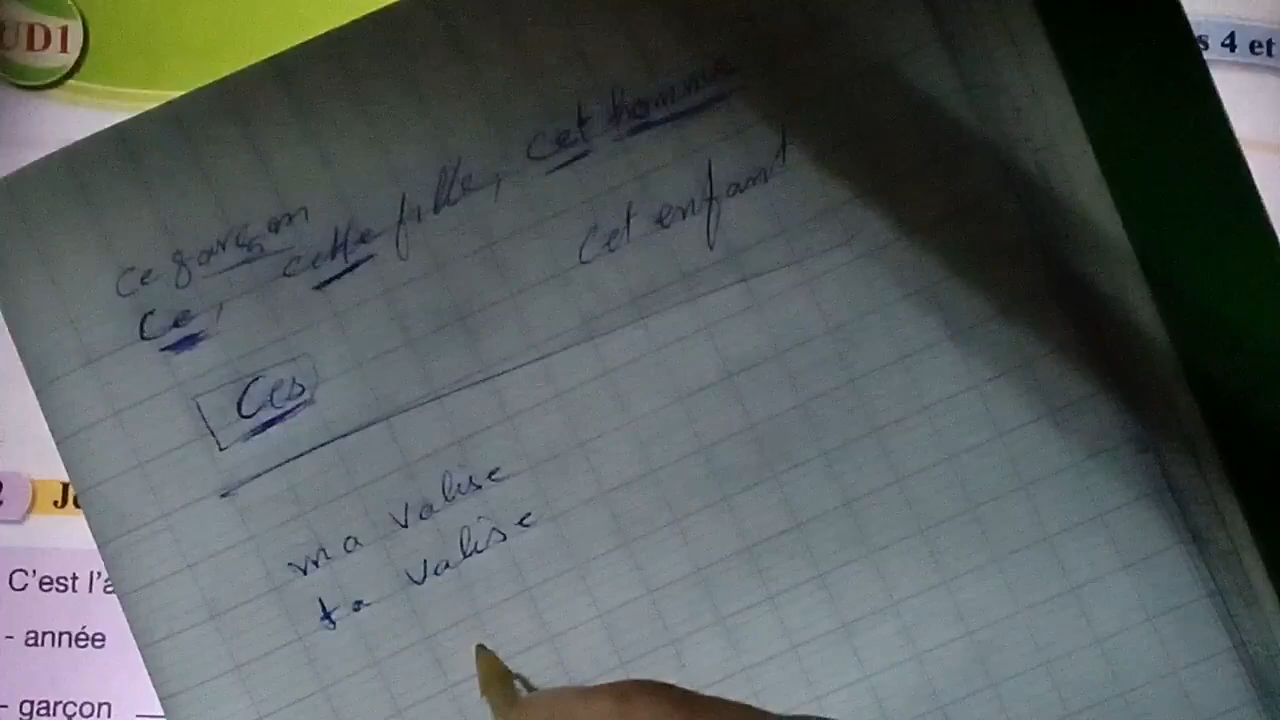 UD1
s 4 et
ce garçon cette fille, cet homme
ce, cet enfant
Ces
ma valise
ta valise
J
C'est l'a
- année
- garçon